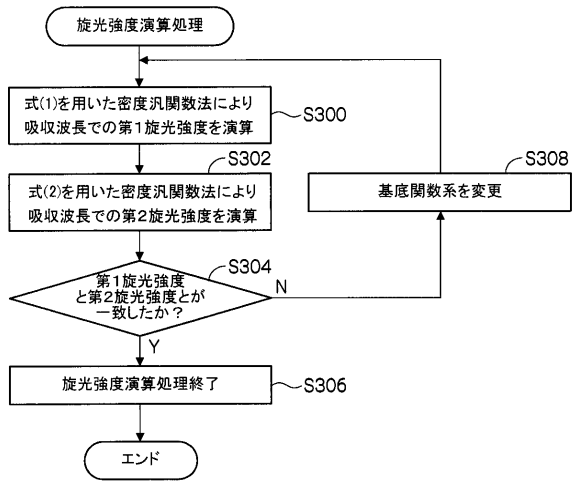 旋光強度演算処理
式(1)を用いた密度汎関数法により
吸収波長での第1旋光強度を演算
S300
S302
式(2)を用いた密度汎関数法により
吸収波長での第2旋光強度を演算
S308
基底関数系を変更
S304
第1旋光強度
と第2旋光強度とが
一致したか?
N
Y
旋光強度演算処理終了
S306
エンド